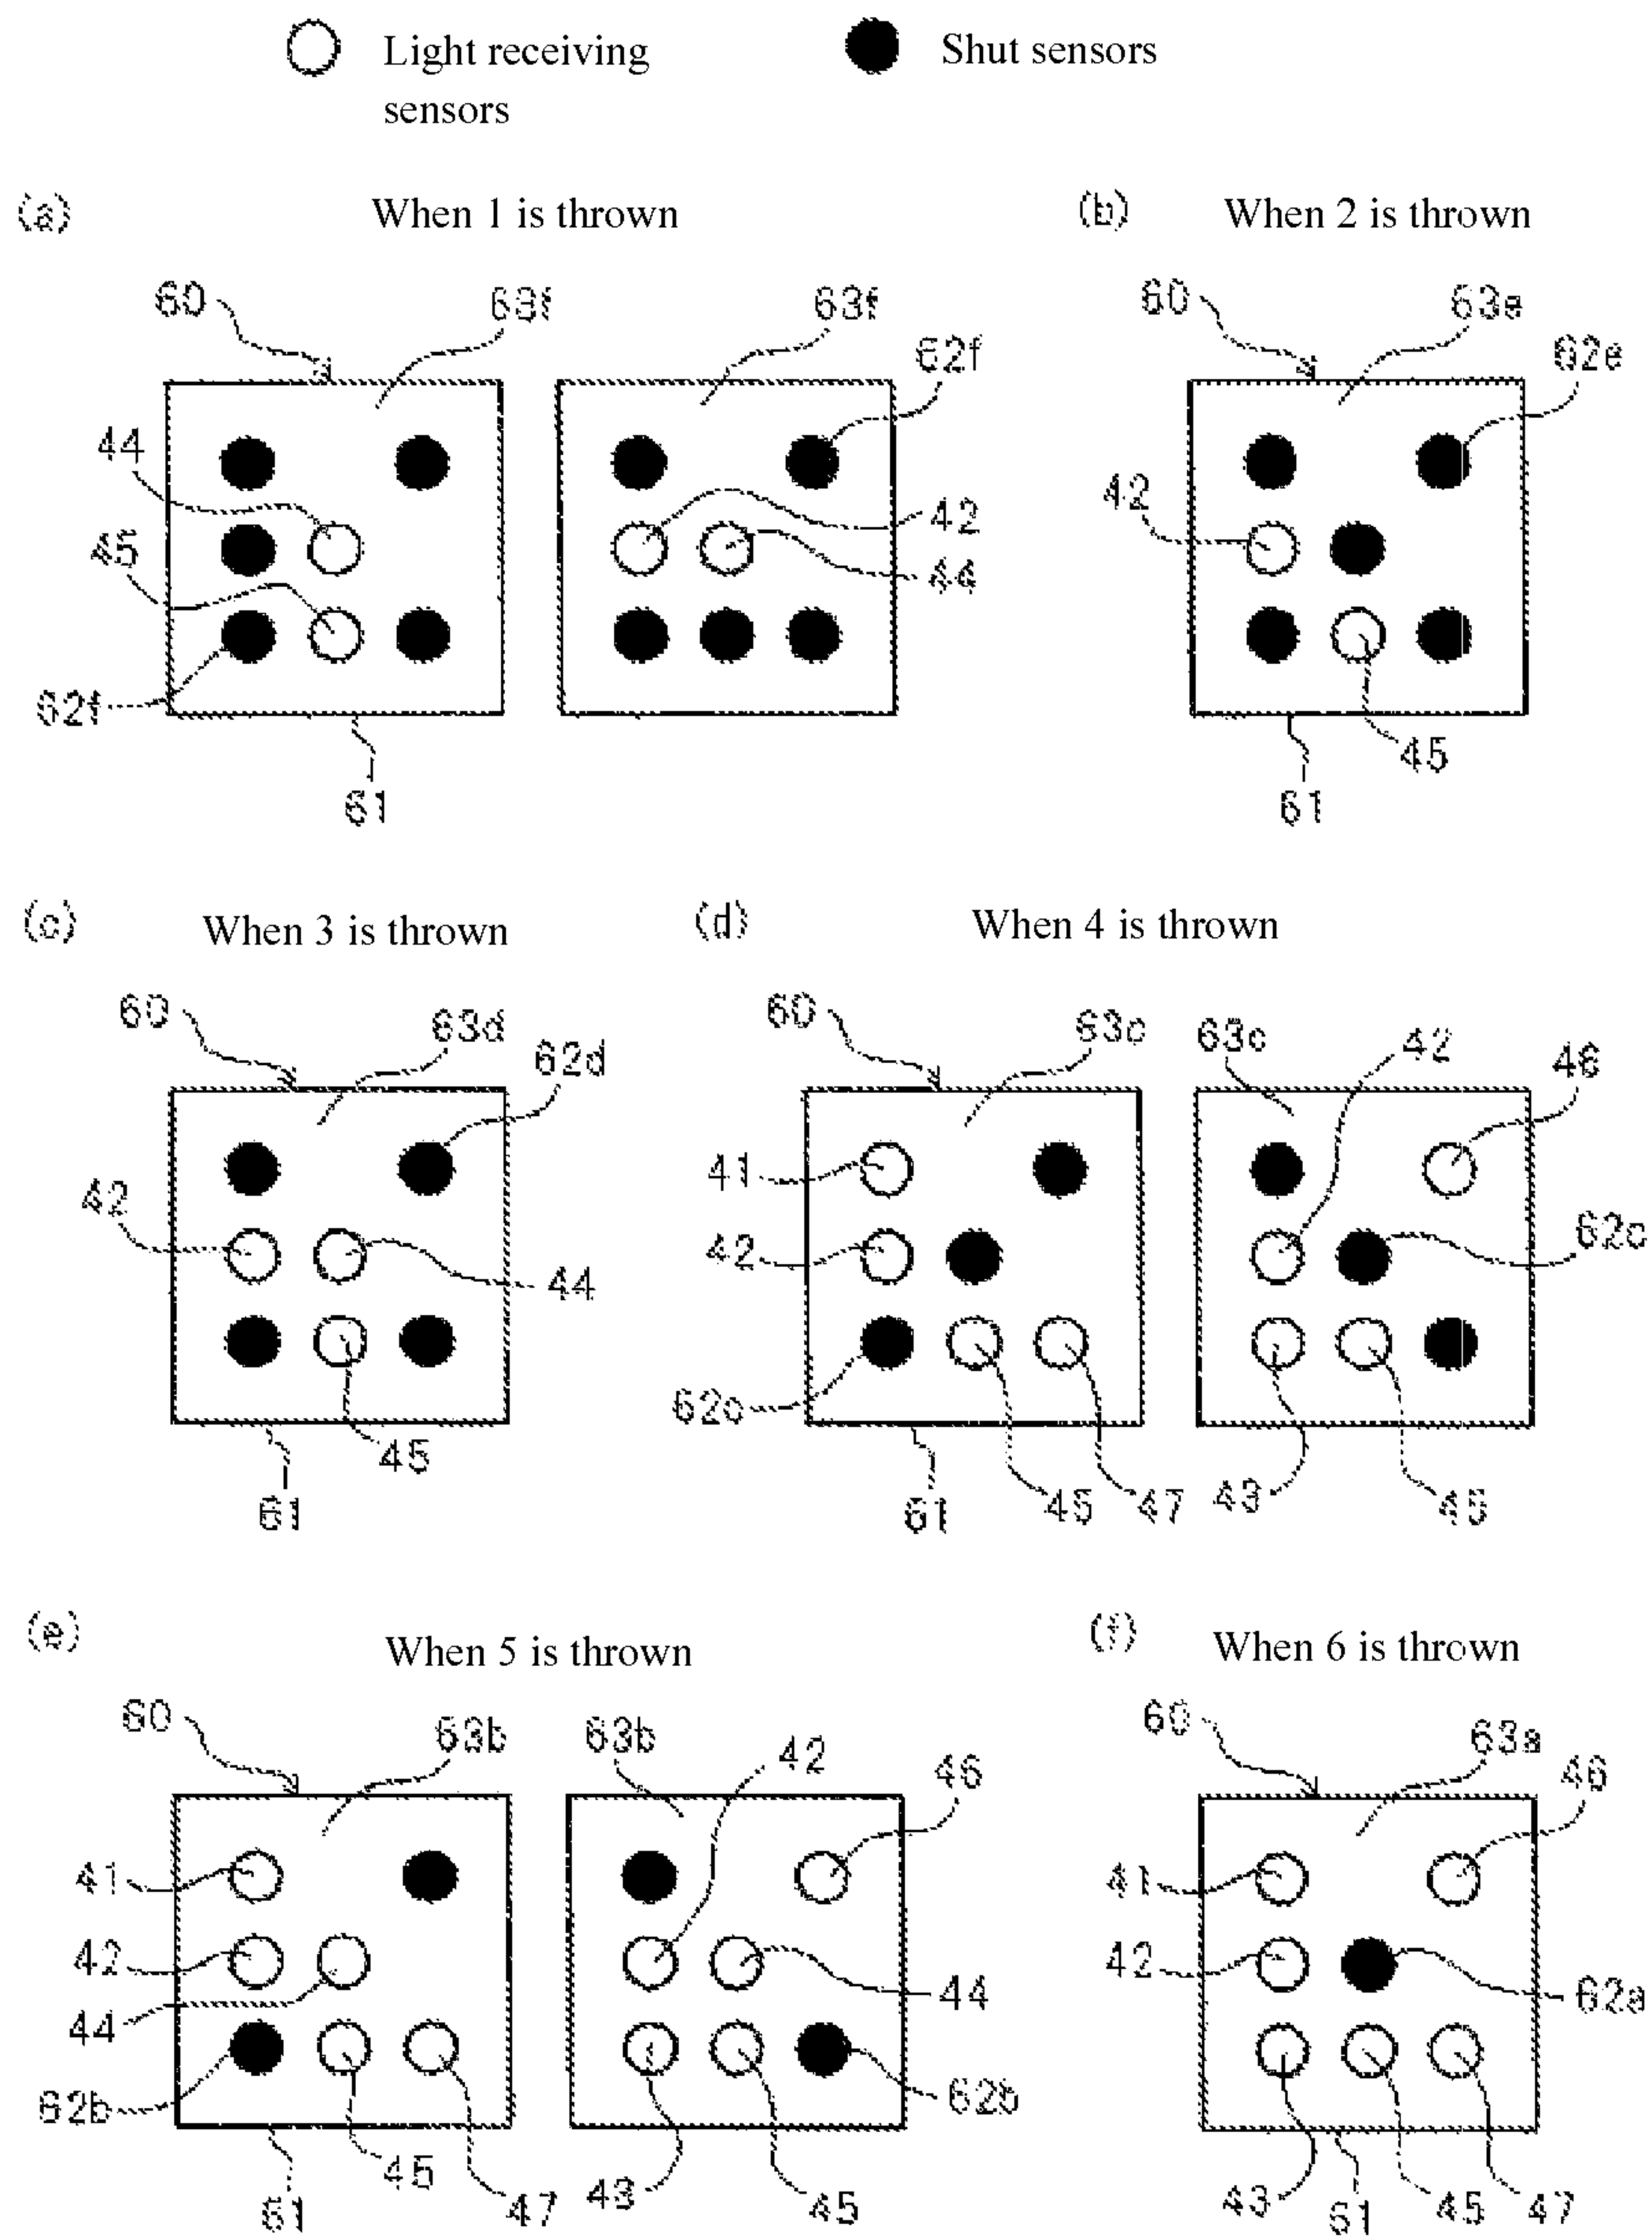 Light receiving
sensors
Shut sensors
(a) When 1 is thrown
(b) When 2 is thrown
60 63f 63f 62f
44 45 42 44
62f 61
60 63e 62e
42 45 61
(c) When 3 is thrown
(d) When 4 is thrown
60 63d 62d
42 44
45 61
60 63c 63c 42 46
41 42 62c
62c 61 45 47 43 45
(e) When 5 is thrown
(f) When 6 is thrown
60 63b 63b 42 46
41 42 44 44
62b 62b
61 45 47 43 45
60 63a 46
41 42 62a
43 61 45 47